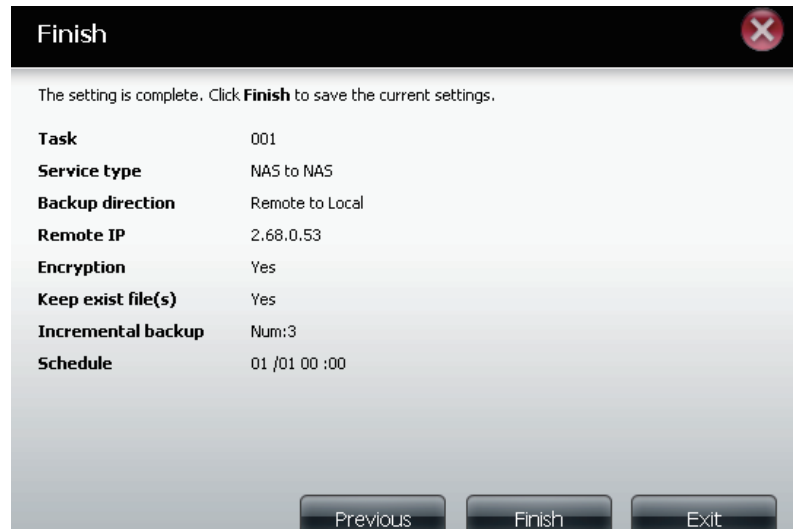 Finish
The setting is complete. Click Finish to save the current settings.
Task 001
Service type NAS to NAS
Backup direction Remote to Local
Remote IP 2.68.0.53
Encryption Yes
Keep exist file(s) Yes
Incremental backup Num:3
Schedule 01 /01 00 :00
Previous Finish Exit